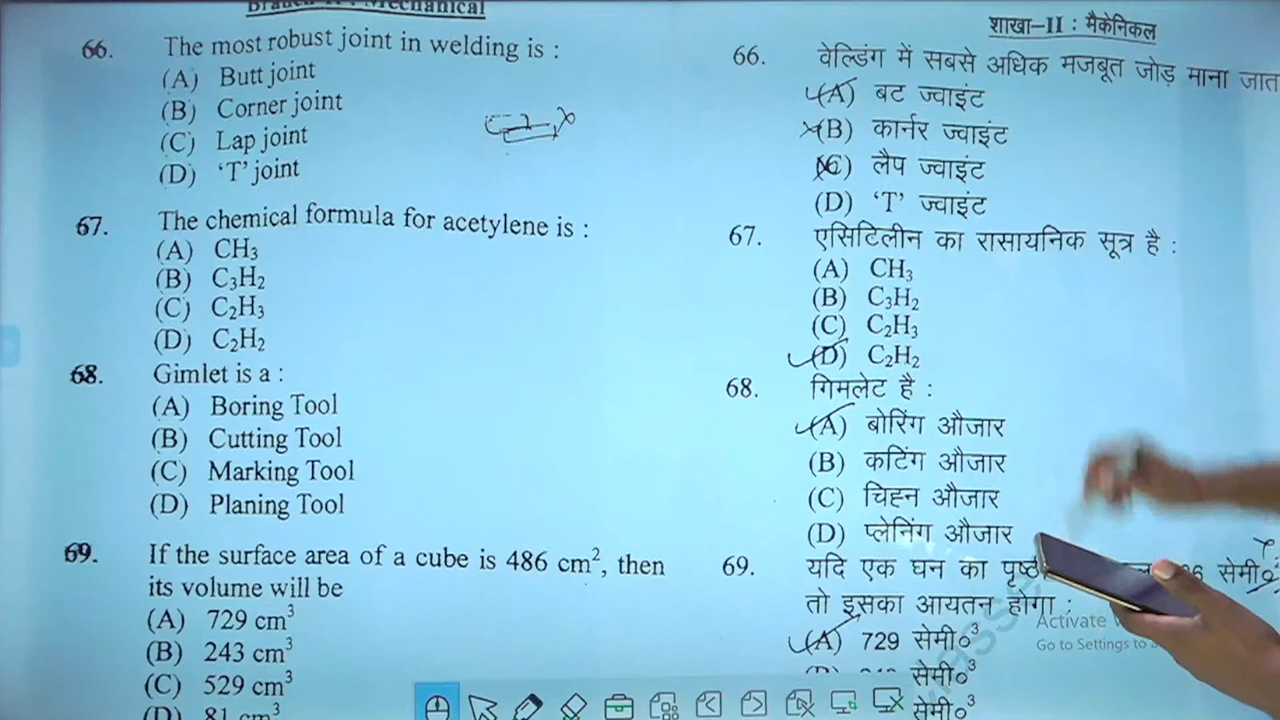 Branch-II : Mechanical
66. The most robust joint in welding is :
(A) Butt joint
(B) Corner joint
(C) Lap joint
(D) ‘T’ joint
67. The chemical formula for acetylene is :
(A) CH₃
(B) C₃H₂
(C) C₂H₃
(D) C₂H₂
68. Gimlet is a :
(A) Boring Tool
(B) Cutting Tool
(C) Marking Tool
(D) Planing Tool
69. If the surface area of a cube is 486 cm², then
its volume will be
(A) 729 cm³
(B) 243 cm³
(C) 529 cm³
(D) 81 cm³
शाखा–II : मैकेनिकल
66. वेल्डिंग में सबसे अधिक मजबूत जोड़ माना जात
(A) बट ज्वाइंट
(B) कार्नर ज्वाइंट
(C) लैप ज्वाइंट
(D) ‘T’ ज्वाइंट
67. एसिटिलीन का रासायनिक सूत्र है :
(A) CH₃
(B) C₃H₂
(C) C₂H₃
(D) C₂H₂
68. गिमलेट है :
(A) बोरिंग औजार
(B) कटिंग औजार
(C) चिह्न औजार
(D) प्लेनिंग औजार
69. यदि एक घन का सेमी०
तो इसका आयतन होगा :
(A) 729 सेमी०³
सेमी०³
सेमी०³
Activate
Go to Settings to